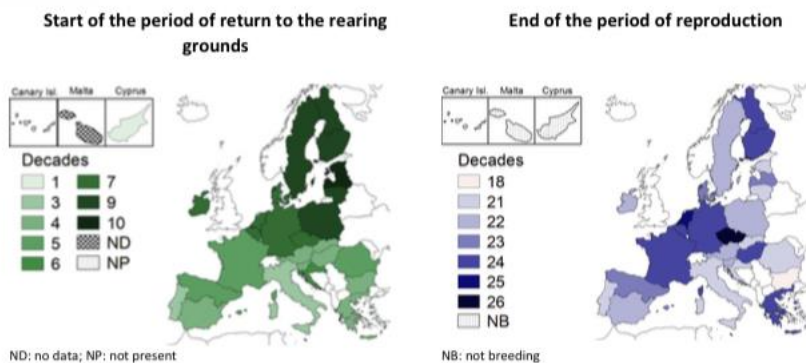 Start of the period of return to the rearing
grounds
Canary Isl. Malta Cyprus
Decades
1 7
3 9
4 10
5 ND
6 NP
ND: no data; NP: not present
End of the period of reproduction
Canary Isl. Malta Cyprus
Decades
18
21
22
23
24
25
26
NB
NB: not breeding